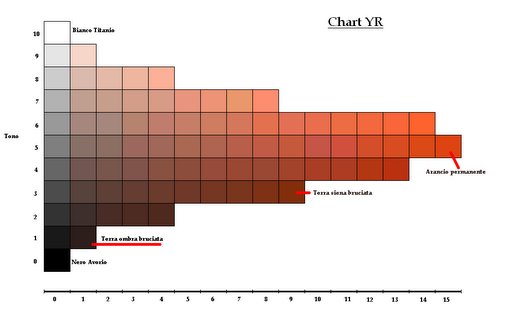 Chart YR
Bianco Titanio
10
9
8
7
6
Tono
5
Arancio permanente
4
3
Terra siena bruciata
2
1
Terra ombra bruciata
0
Nero Avorio
0 1 2 3 4 5 6 7 8 9 10 11 12 13 14 15